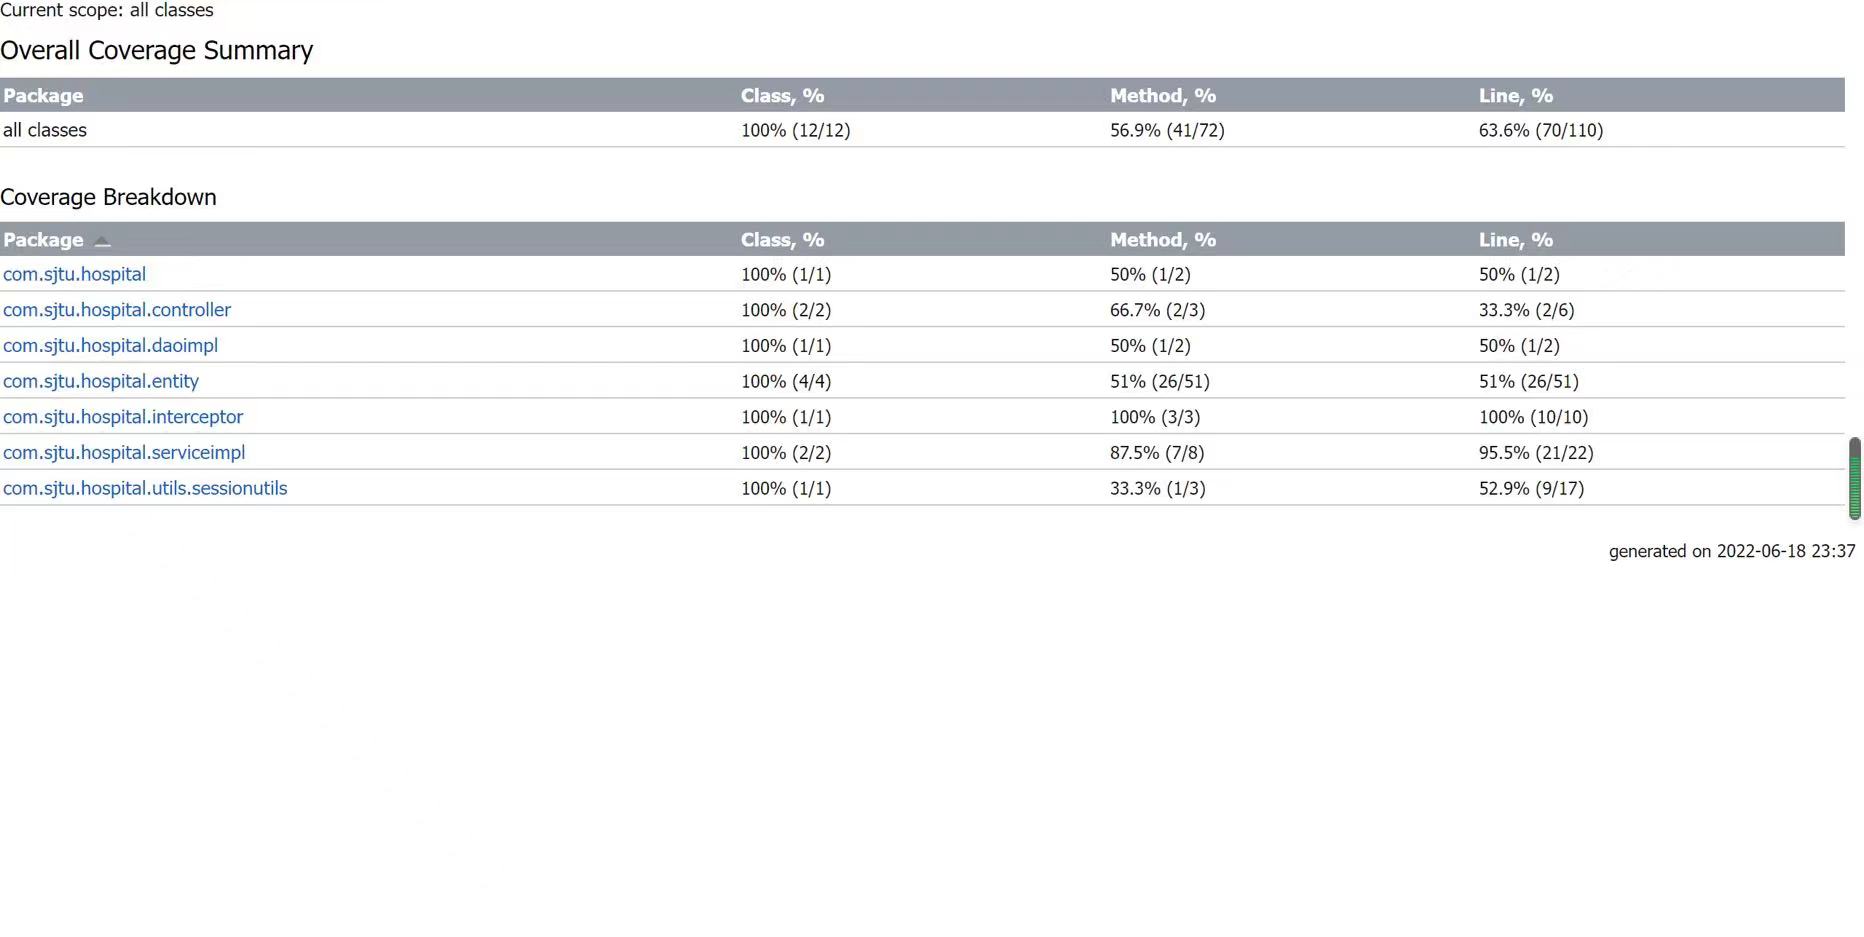 Current scope: all classes
Overall Coverage Summary
Package Class, % Method, % Line, %
all classes 100% (12/12) 56.9% (41/72) 63.6% (70/110)
Coverage Breakdown
Package Class, % Method, % Line, %
com.sjtu.hospital 100% (1/1) 50% (1/2) 50% (1/2)
com.sjtu.hospital.controller 100% (2/2) 66.7% (2/3) 33.3% (2/6)
com.sjtu.hospital.daoimpl 100% (1/1) 50% (1/2) 50% (1/2)
com.sjtu.hospital.entity 100% (4/4) 51% (26/51) 51% (26/51)
com.sjtu.hospital.interceptor 100% (1/1) 100% (3/3) 100% (10/10)
com.sjtu.hospital.serviceimpl 100% (2/2) 87.5% (7/8) 95.5% (21/22)
com.sjtu.hospital.utils.sessionutils 100% (1/1) 33.3% (1/3) 52.9% (9/17)
generated on 2022-06-18 23:37